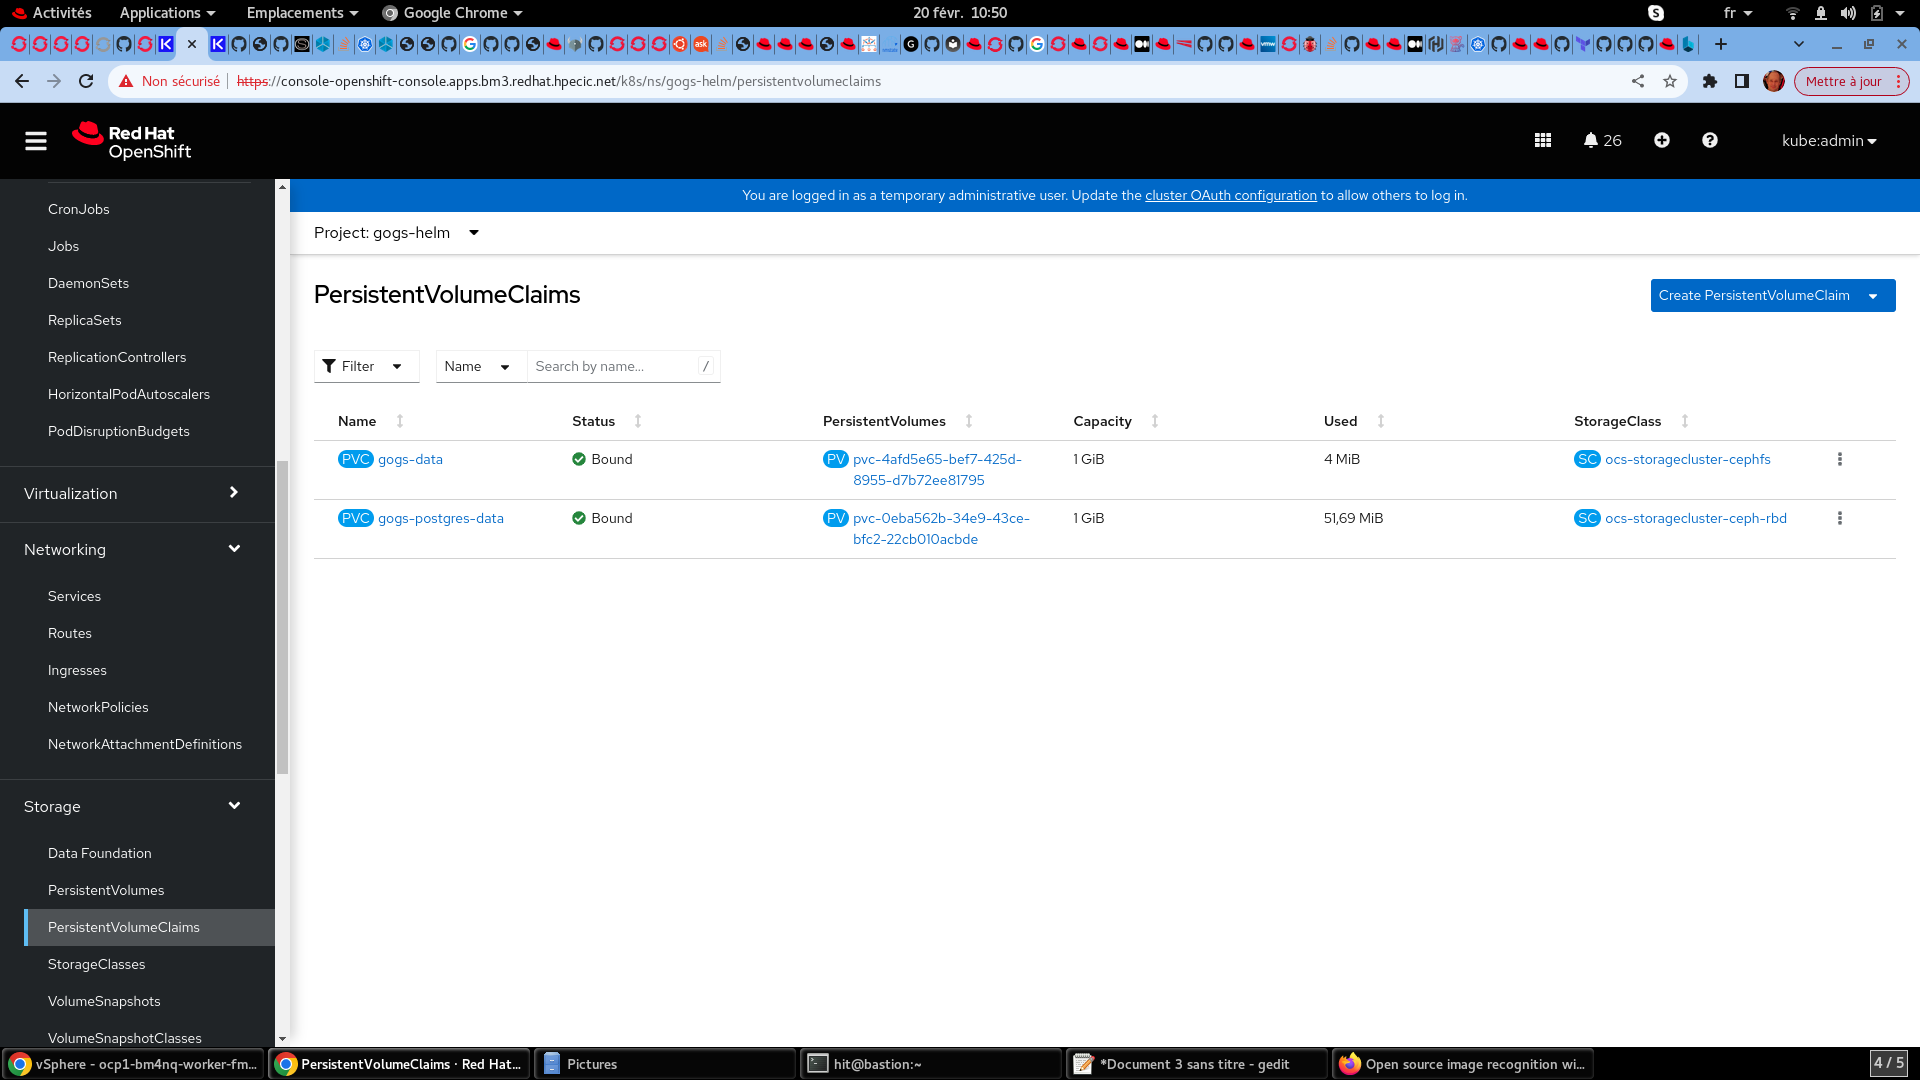 Activités
Applications
Emplacements
Google Chrome
20 févr. 10:50
fr
Non sécurisé
https://console-openshift-console.apps.bm3.redhat.hpecic.net/k8s/ns/gogs-helm/persistentvolumeclaims
Mettre à jour
Red Hat
OpenShift
26
kube:admin
You are logged in as a temporary administrative user. Update the cluster OAuth configuration to allow others to log in.
CronJobs
Jobs
DaemonSets
ReplicaSets
ReplicationControllers
HorizontalPodAutoscalers
PodDisruptionBudgets
Virtualization
Networking
Services
Routes
Ingresses
NetworkPolicies
NetworkAttachmentDefinitions
Storage
Data Foundation
PersistentVolumes
PersistentVolumeClaims
StorageClasses
VolumeSnapshots
VolumeSnapshotClasses
Project: gogs-helm
PersistentVolumeClaims
Create PersistentVolumeClaim
Filter
Name
Search by name...
/
Name Status PersistentVolumes Capacity Used StorageClass
PVC gogs-data Bound PV pvc-4afd5e65-bef7-425d- 1 GiB 4 MiB SC ocs-storagecluster-cephfs
8955-d7b72ee81795
PVC gogs-postgres-data Bound PV pvc-0eba562b-34e9-43ce- 1 GiB 51,69 MiB SC ocs-storagecluster-ceph-rbd
bfc2-22cb010acbde
vSphere - ocp1-bm4nq-worker-fm...
PersistentVolumeClaims · Red Hat...
Pictures
hit@bastion:~
*Document 3 sans titre - gedit
Open source image recognition wi...
4 / 5